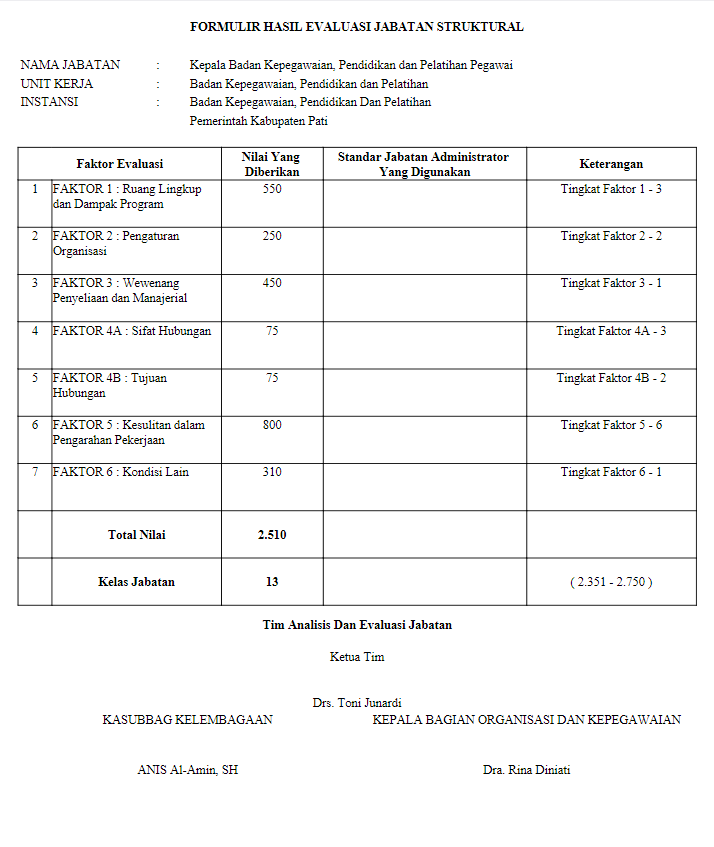 FORMULIR HASIL EVALUASI JABATAN STRUKTURAL
NAMA JABATAN : Kepala Badan Kepegawaian, Pendidikan dan Pelatihan Pegawai
UNIT KERJA : Badan Kepegawaian, Pendidikan dan Pelatihan
INSTANSI : Badan Kepegawaian, Pendidikan Dan Pelatihan
Pemerintah Kabupaten Pati
Faktor Evaluasi
Nilai Yang
Diberikan
Standar Jabatan Administrator
Yang Digunakan
Keterangan
1 FAKTOR 1 : Ruang Lingkup 550 Tingkat Faktor 1 - 3
dan Dampak Program
2 FAKTOR 2 : Pengaturan 250 Tingkat Faktor 2 - 2
Organisasi
3 FAKTOR 3 : Wewenang 450 Tingkat Faktor 3 - 1
Penyeliaan dan Manajerial
4 FAKTOR 4A : Sifat Hubungan 75 Tingkat Faktor 4A - 3
5 FAKTOR 4B : Tujuan 75 Tingkat Faktor 4B - 2
Hubungan
6 FAKTOR 5 : Kesulitan dalam 800 Tingkat Faktor 5 - 6
Pengarahan Pekerjaan
7 FAKTOR 6 : Kondisi Lain 310 Tingkat Faktor 6 - 1
Total Nilai 2.510
Kelas Jabatan 13 ( 2.351 - 2.750 )
Tim Analisis Dan Evaluasi Jabatan
Ketua Tim
Drs. Toni Junardi
KASUBBAG KELEMBAGAAN KEPALA BAGIAN ORGANISASI DAN KEPEGAWAIAN
ANIS Al-Amin, SH Dra. Rina Diniati